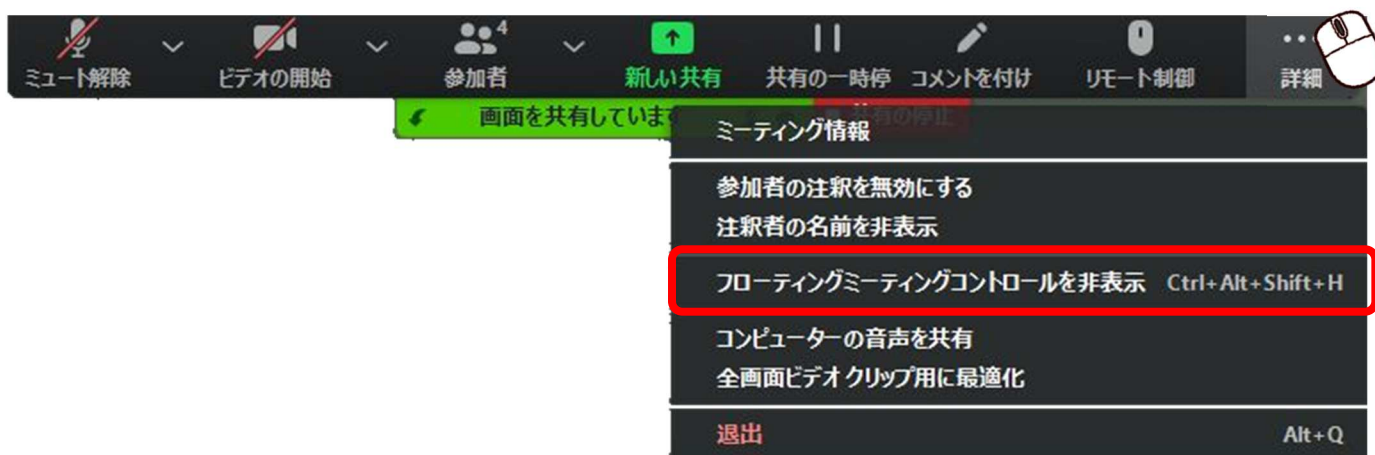 4
ミュート解除 ビデオの開始 参加者 新しい共有 共有の一時停 コメントを付け リモート制御 詳細
画面を共有しています 共有の停止
ミーティング情報
参加者の注釈を無効にする
注釈者の名前を非表示
フローティングミーティングコントロールを非表示 Ctrl+Alt+Shift+H
コンピューターの音声を共有
全画面ビデオ クリップ用に最適化
退出 Alt+Q